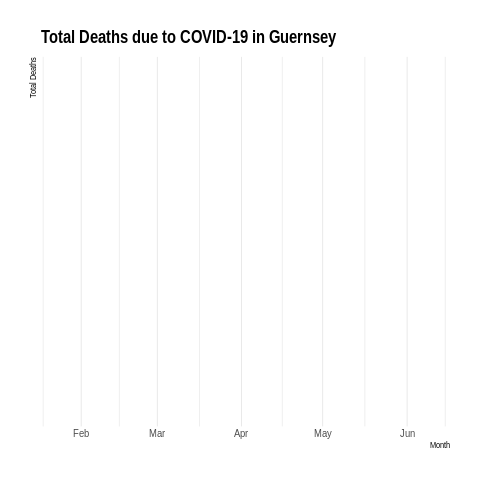 Total Deaths due to COVID-19 in Guernsey
Total Deaths
Feb Mar Apr May Jun
Month